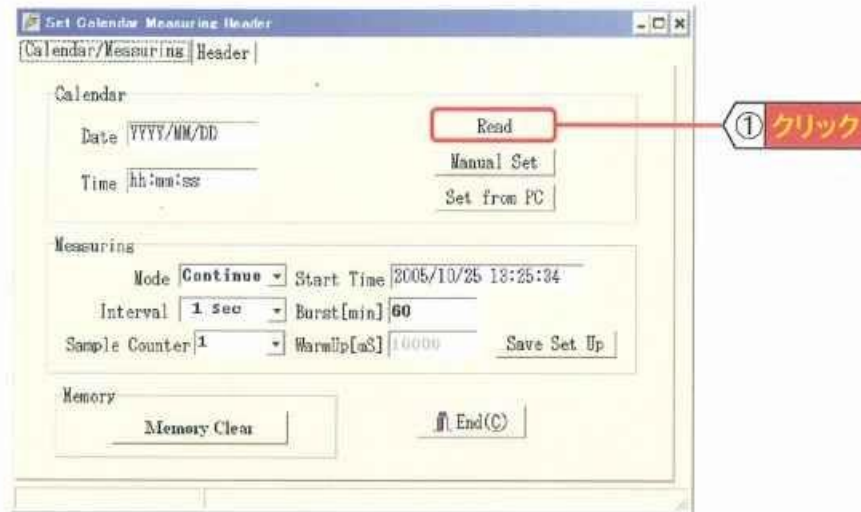 Set Calendar Measuring Header
Calendar/Measuring Header
Calendar
Date YYYY/MM/DD
Read
① クリック
Manual Set
Time hh:mm:ss
Set from PC
Measuring
Mode Continue Start Time 2005/10/25 13:25:34
Interval 1 Sec Burst[min] 60
Sample Counter 1 WarmUp[mS] 10000 Save Set Up
Memory
Memory Clear
End(C)